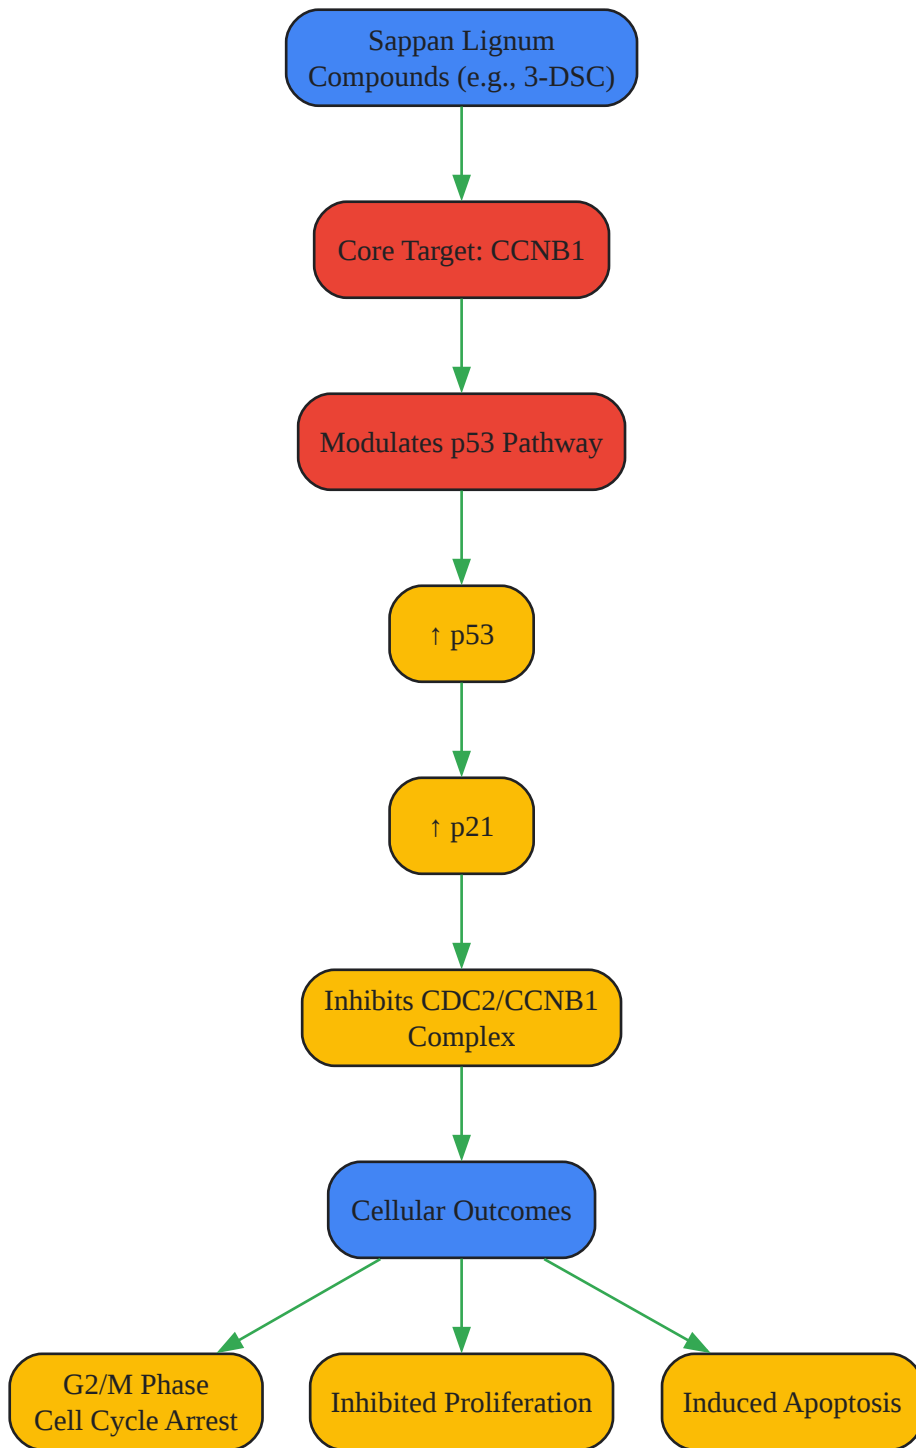 Sappan Lignum
Compounds (e.g., 3-DSC)
Core Target: CCNB1
Modulates p53 Pathway
↑ p53
↑ p21
Inhibits CDC2/CCNB1
Complex
Cellular Outcomes
G2/M Phase
Cell Cycle Arrest
Inhibited Proliferation
Induced Apoptosis